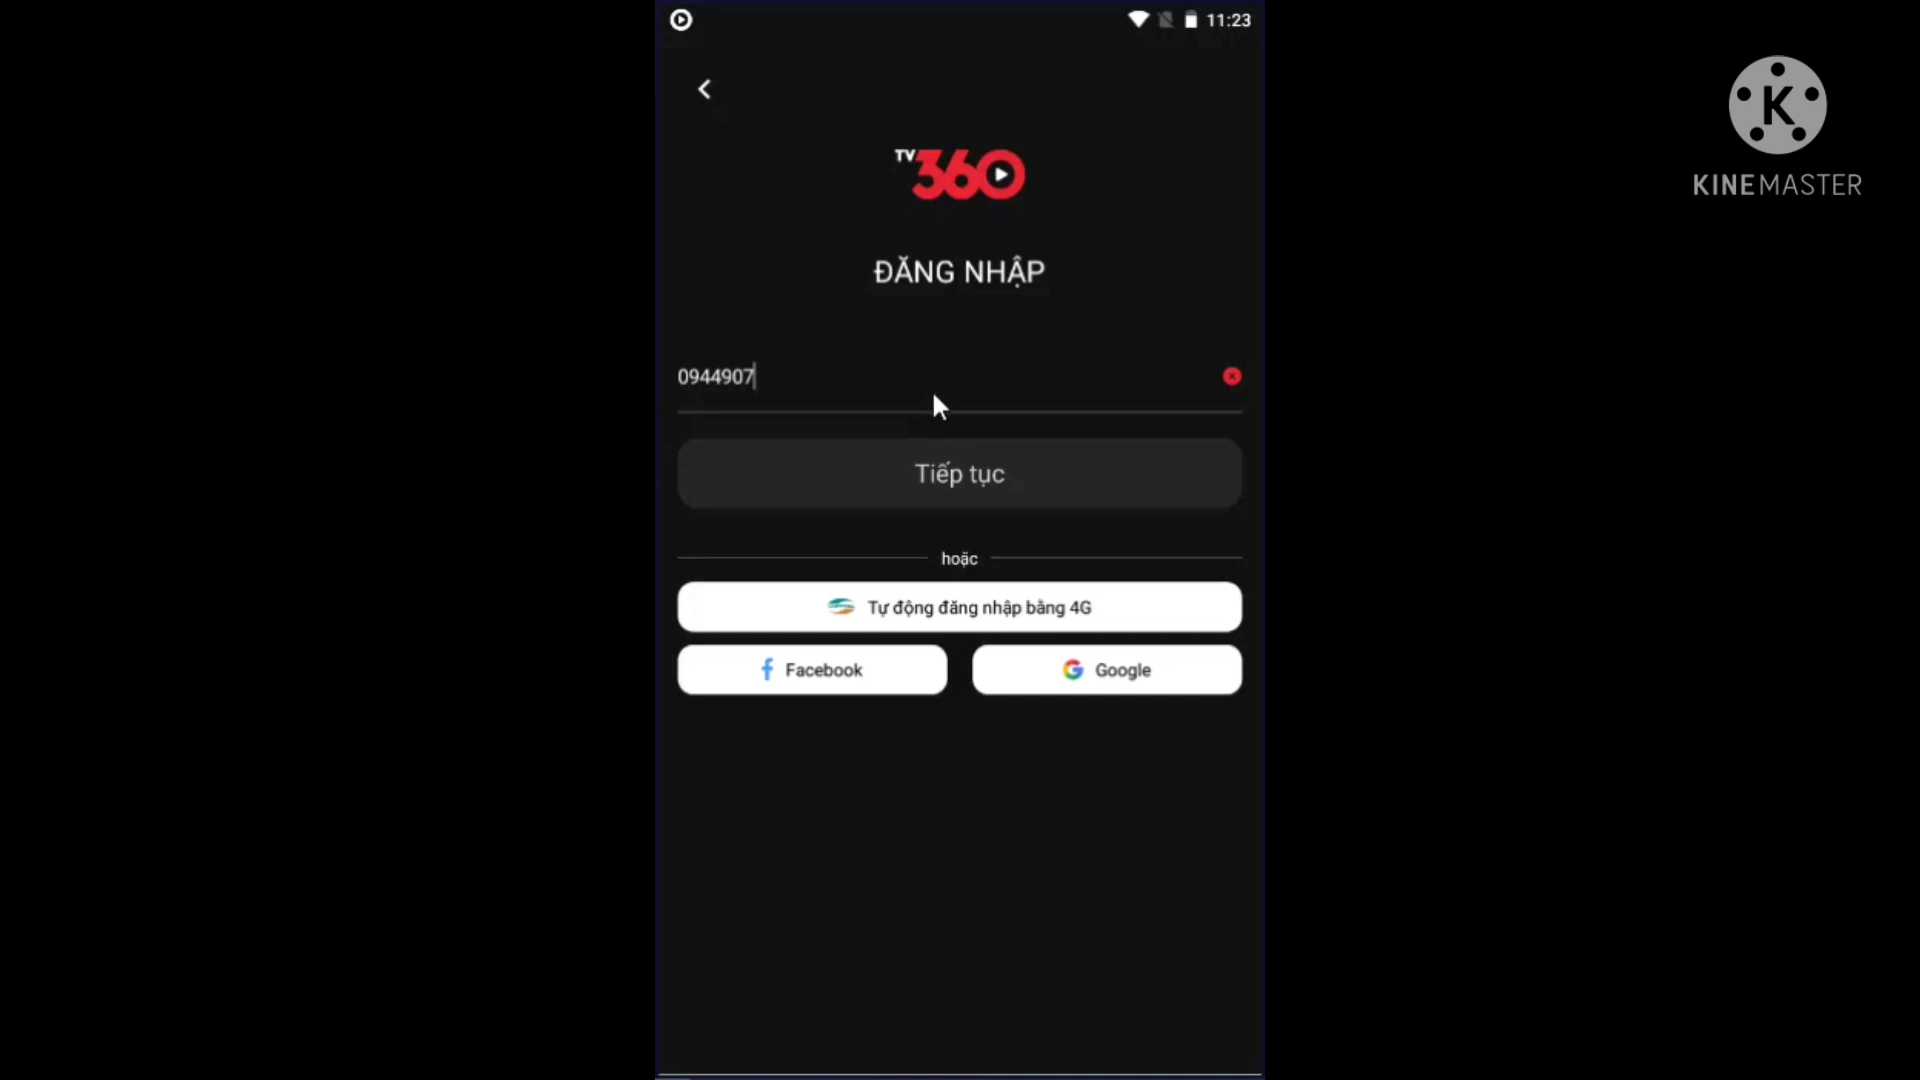 11:23
TV360
ĐĂNG NHẬP
0944907
Tiếp tục
hoặc
Tự động đăng nhập bằng 4G
Facebook
Google
K
KINEMASTER